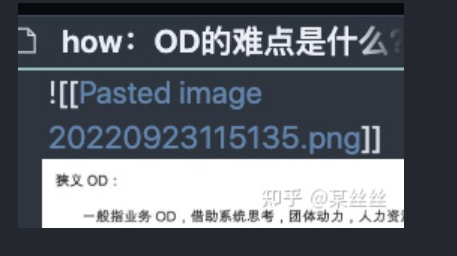 how：OD的难点是什么？
![[Pasted image
20220923115135.png]]
狭义 OD：
知乎 @某丝丝
一般指业务 OD，借助系统思考，团体动力，人力资